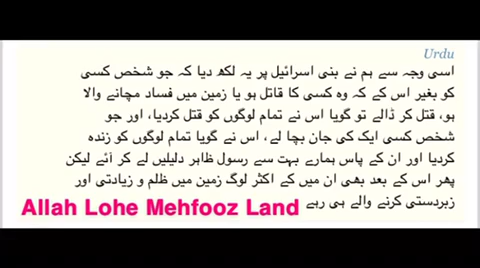 Urdu
اسی وجہ سے ہم نے بنی اسرائیل پر یہ لکھ دیا کہ جو شخص کسی
کو بغیر اس کے کہ وه کسی کا قاتل ہو یا زمین میں فساد مچانے والا
ہو، قتل کر ڈالے تو گویا اس نے تمام لوگوں کو قتل کردیا، اور جو
شخص کسی ایک کی جان بچا لے، اس نے گویا تمام لوگوں کو زنده
کردیا اور ان کے پاس ہمارے بہت سے رسول ظاہر دلیلیں لے کر آئے لیکن
پھر اس کے بعد بھی ان میں کے اکثر لوگ زمین میں ظلم و زیادتی اور
زبردستی کرنے والے ہی رہے
Allah Lohe Mehfooz Land